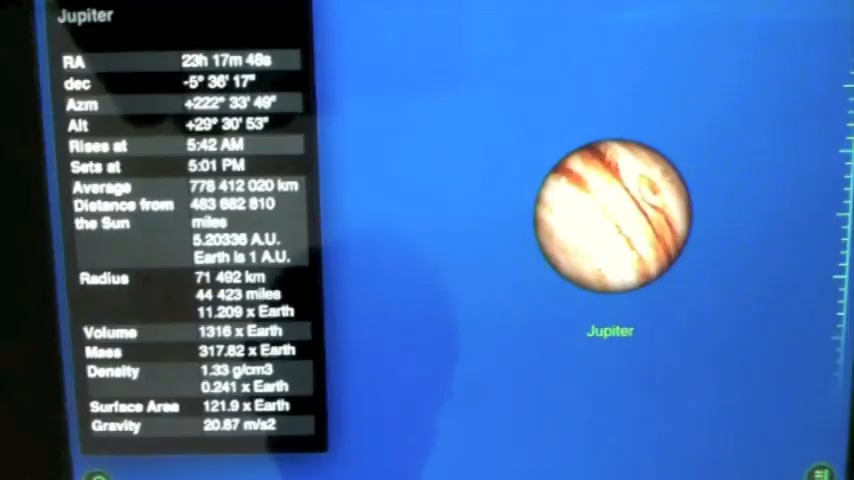 Jupiter
RA 23h 17m 48s
dec -5° 36' 17"
Azm +222° 33' 49"
Alt +29° 30' 53"
Rises at 5:42 AM
Sets at 5:01 PM
Average 778 412 020 km
Distance from 483 682 810
the Sun miles
5.20336 A.U.
Earth is 1 A.U.
Radius 71 492 km
44 423 miles
11.209 x Earth
Volume 1316 x Earth
Mass 317.82 x Earth
Density 1.33 g/cm3
0.241 x Earth
Surface Area 121.9 x Earth
Gravity 20.87 m/s2
Jupiter